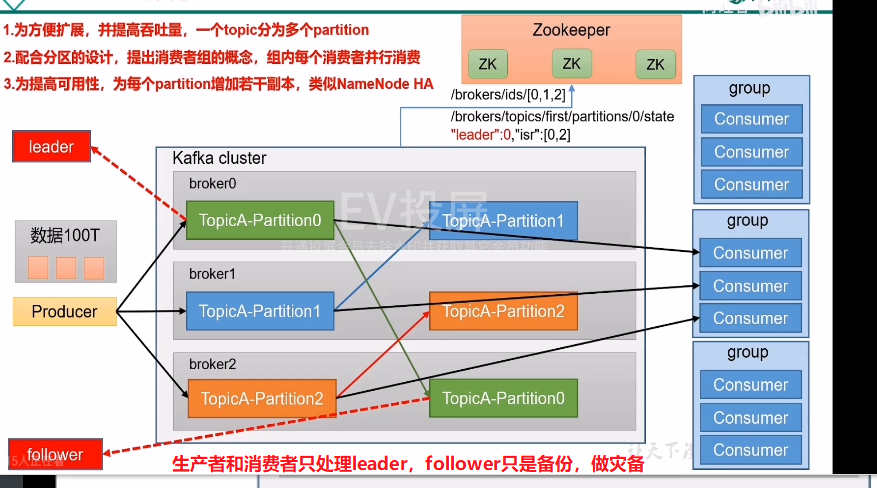 1.为方便扩展，并提高吞吐量，一个topic分为多个partition
2.配合分区的设计，提出消费者组的概念，组内每个消费者并行消费
3.为提高可用性，为每个partition增加若干副本，类似NameNode HA
Zookeeper
ZK
ZK
ZK
/brokers/ids/[0,1,2]
/brokers/topics/first/partitions/0/state
"leader":0,"isr":[0,2]
leader
Kafka cluster
broker0
TopicA-Partition0
TopicA-Partition1
EV投屏
数据100T
Producer
broker1
TopicA-Partition1
TopicA-Partition2
broker2
TopicA-Partition2
TopicA-Partition0
follower
group
Consumer
Consumer
Consumer
group
Consumer
Consumer
Consumer
group
Consumer
Consumer
Consumer
15人正在看
生产者和消费者只处理leader，follower只是备份，做灾备